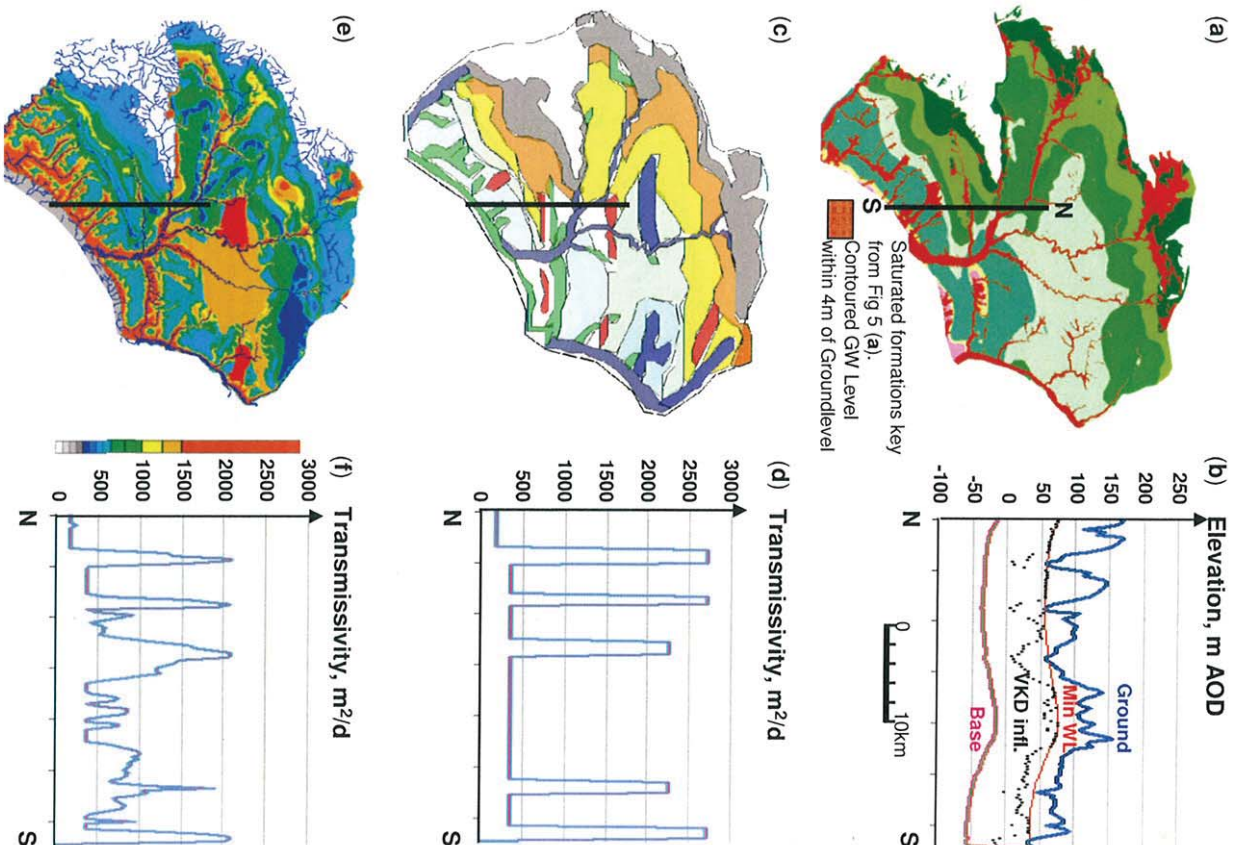 (a)
N
S
Saturated formations key
from Fig 5 (a),
Contoured GW Level
within 4m of Groundlevel
(b)
Elevation, m AOD
250
200
150
100
50
0
-50
-100
Ground
Min WL
VKD infl.
Base
0
10km
N
S
(c)
(d)
Transmissivity, m²/d
3000
2500
2000
1500
1000
500
0
N
S
(e)
3000
2500
2000
1500
1000
500
0
(f)
Transmissivity, m²/d
N
S